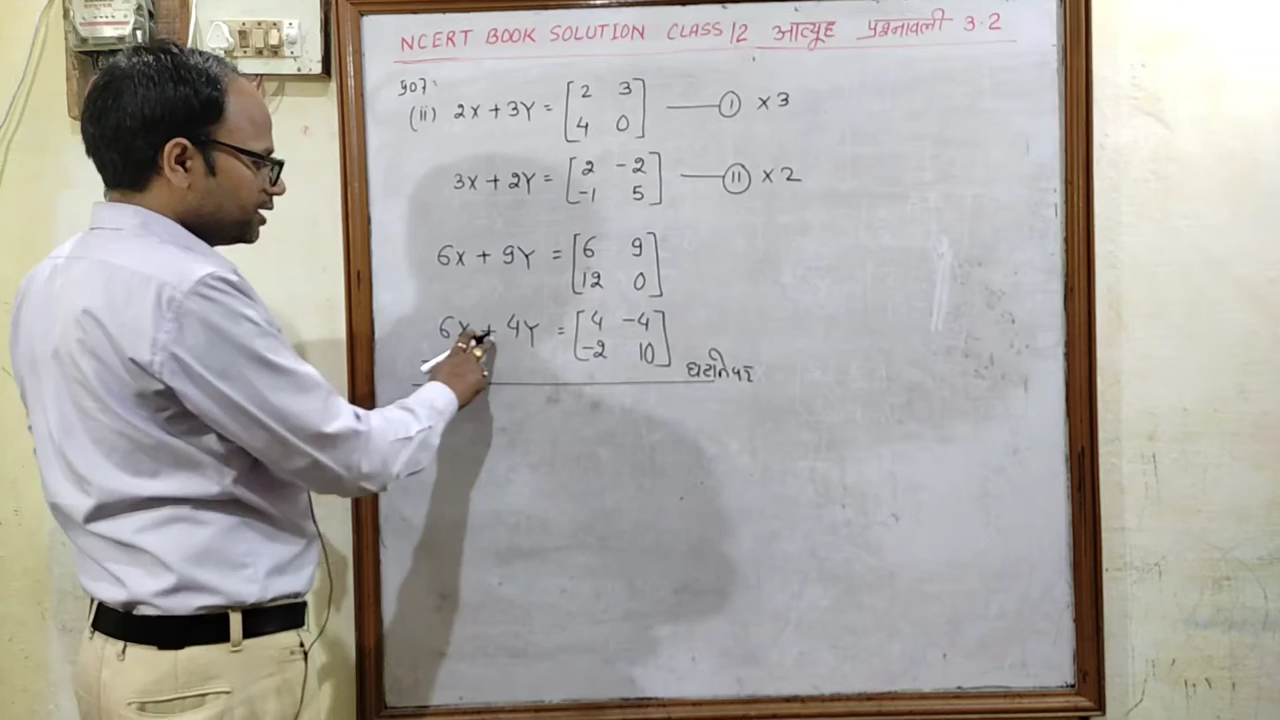 NCERT BOOK SOLUTION CLASS 12 आव्यूह प्रश्नावली 3.2
प्र07:
(ii) 2X + 3Y = [2 3 4 0] — (I) ×3
3X + 2Y = [2 -2 -1 5] — (II) ×2
6X + 9Y = [6 9 12 0]
6X + 4Y = [4 -4 -2 10]
घटाने पर